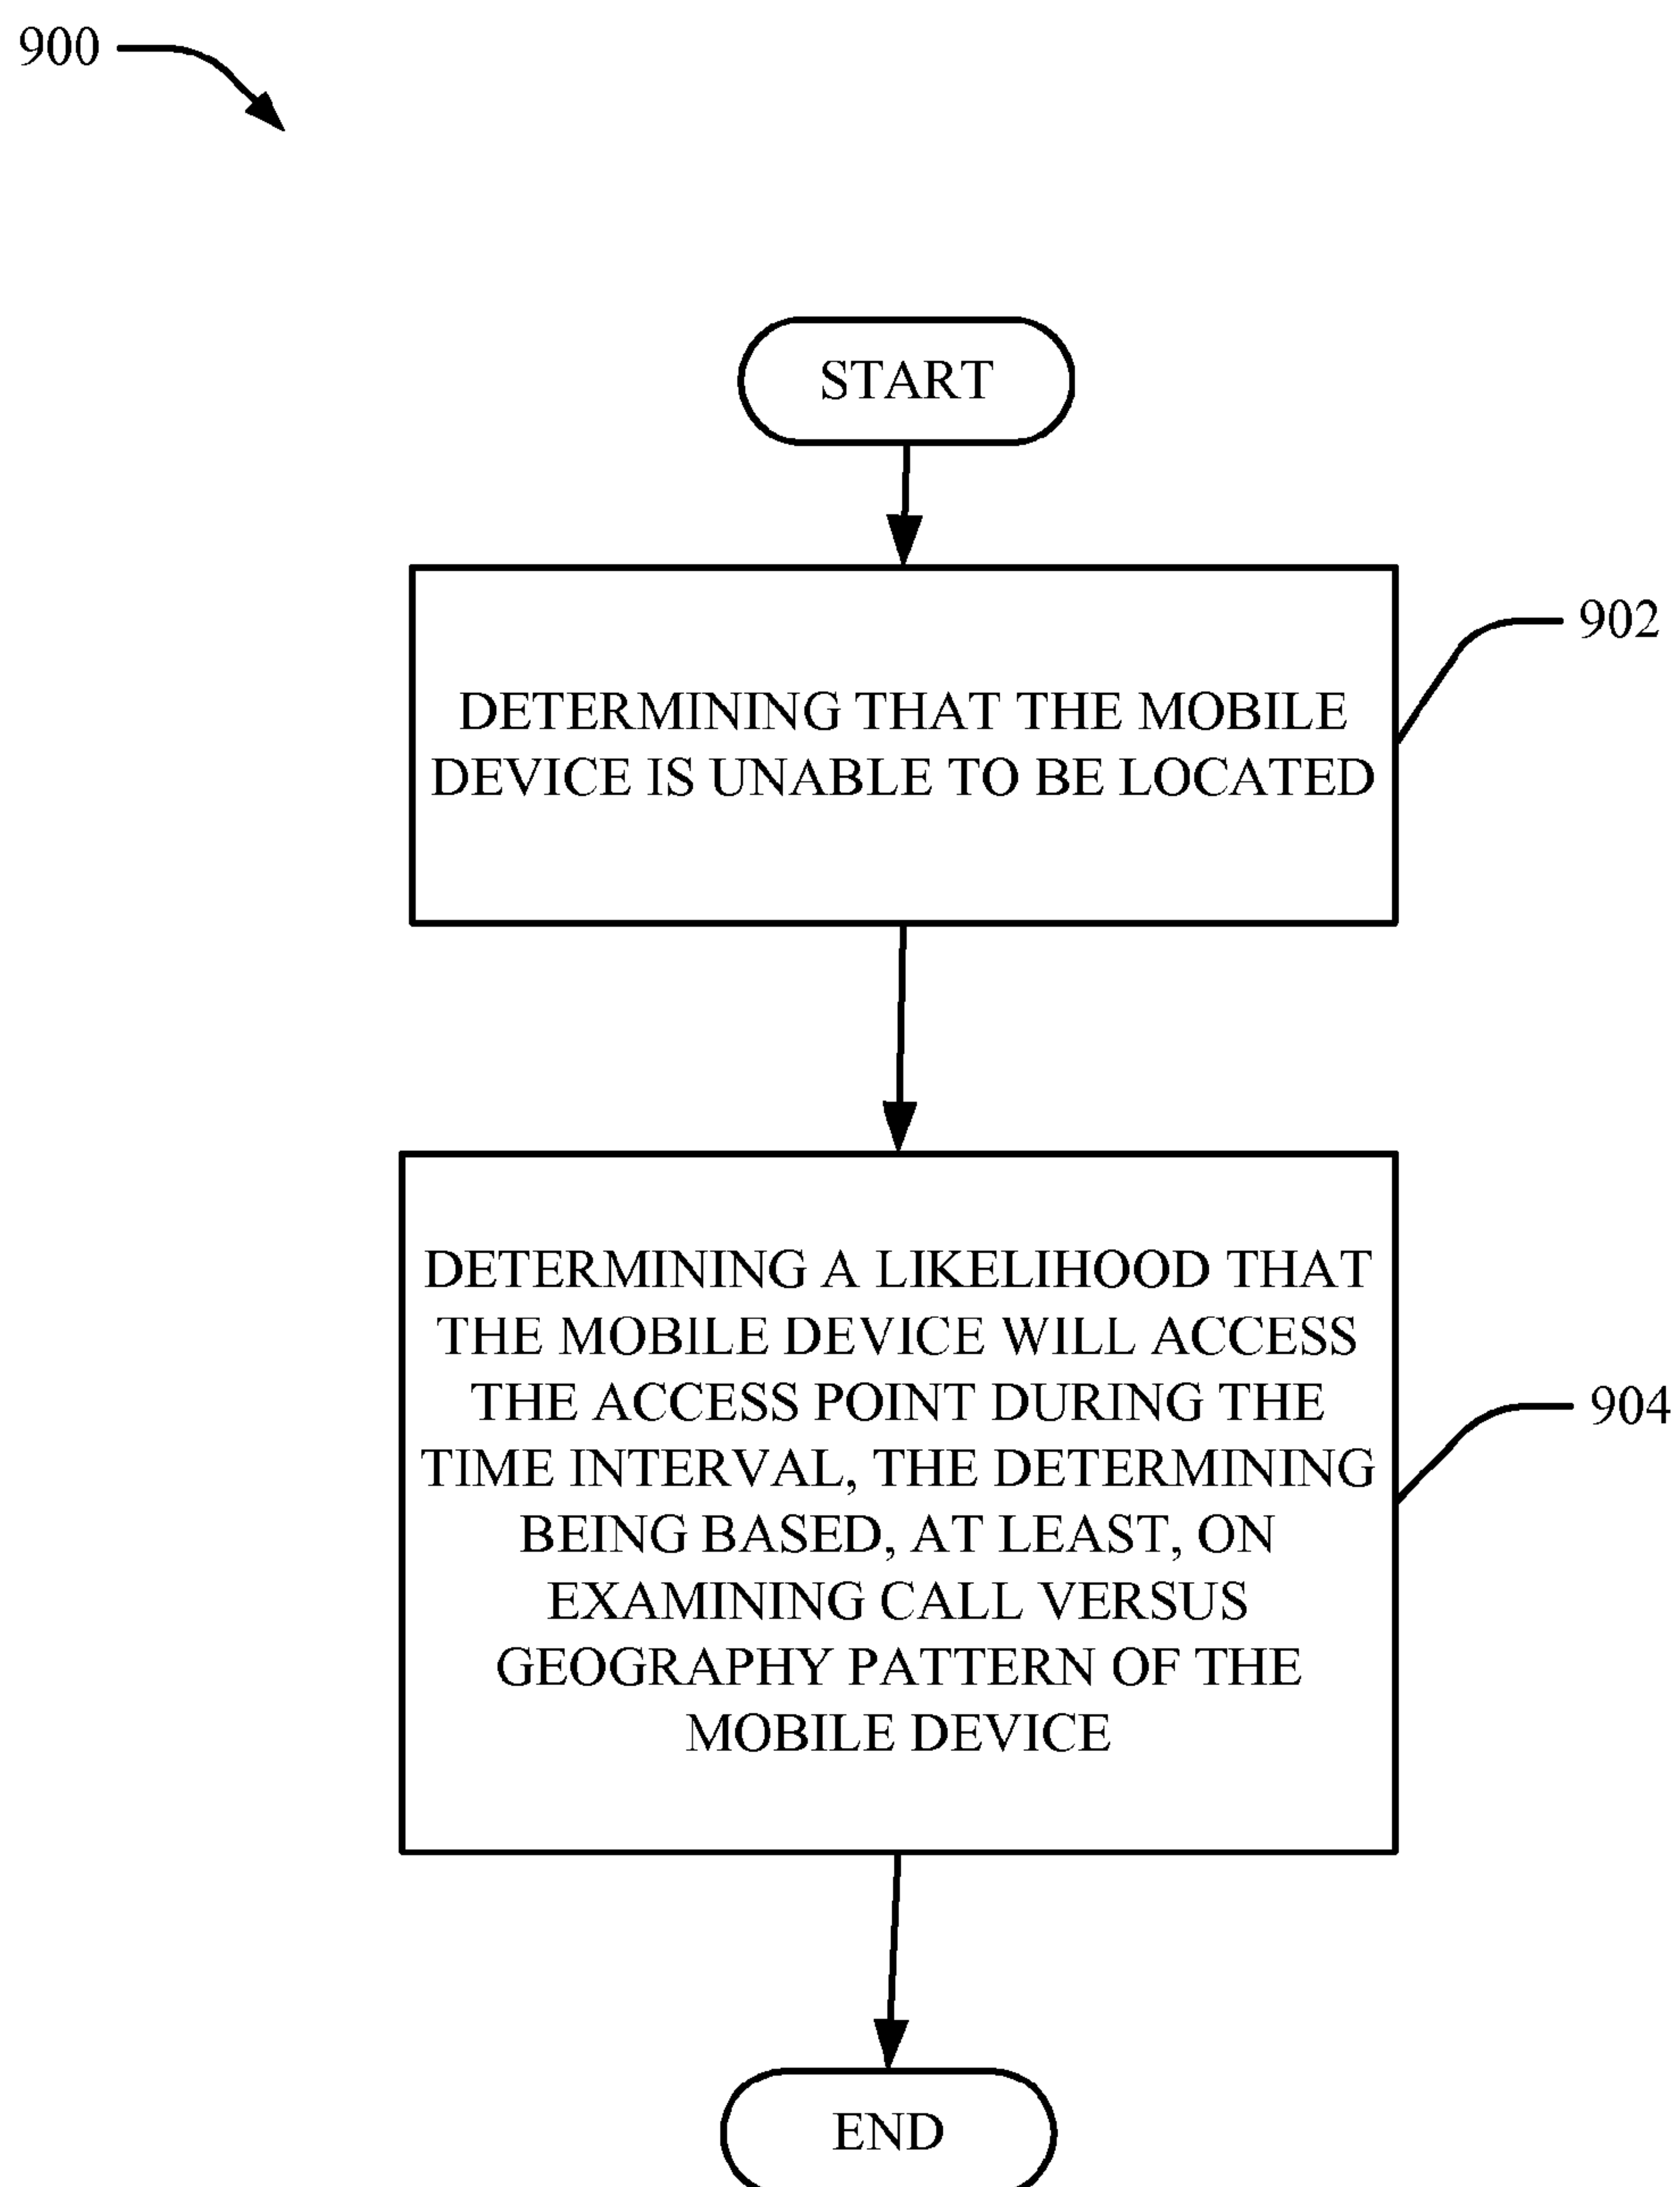 900
START
902
DETERMINING THAT THE MOBILE
DEVICE IS UNABLE TO BE LOCATED
DETERMINING A LIKELIHOOD THAT
THE MOBILE DEVICE WILL ACCESS
THE ACCESS POINT DURING THE
904
TIME INTERVAL, THE DETERMINING
BEING BASED, AT LEAST, ON
EXAMINING CALL VERSUS
GEOGRAPHY PATTERN OF THE
MOBILE DEVICE
END